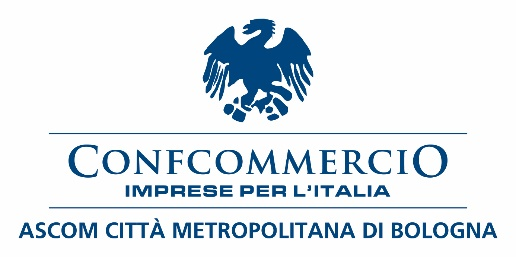 CONFCOMMERCIO
IMPRESE PER L'ITALIA
ASCOM CITTÀ METROPOLITANA DI BOLOGNA